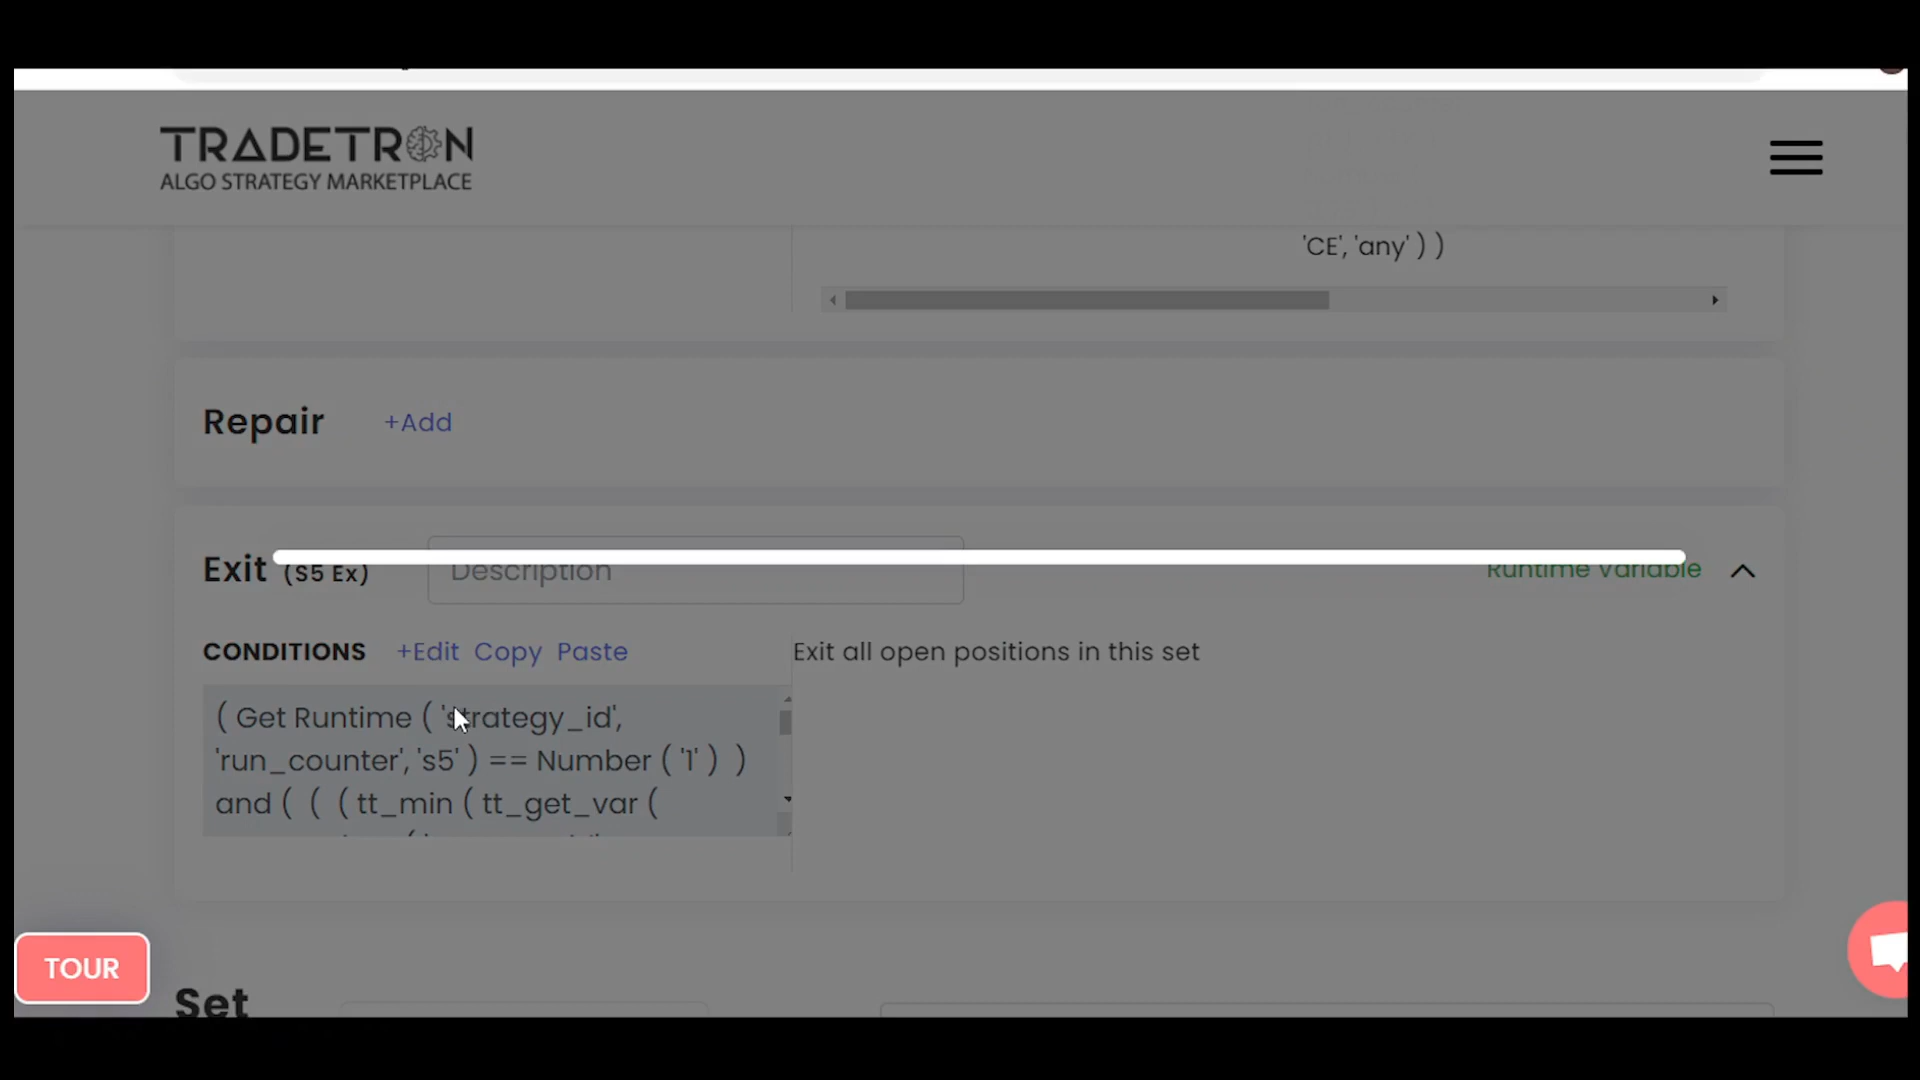 TRADETRON
ALGO STRATEGY MARKETPLACE
'CE', 'any' ) )
Repair +Add
Exit (S5 Ex) Description Runtime Variable
CONDITIONS +Edit Copy Paste Exit all open positions in this set
( Get Runtime ( 'strategy_id',
'run_counter', 's5' ) == Number ( '1' ) )
and ( ( ( tt_min ( tt_get_var (
TOUR
Set